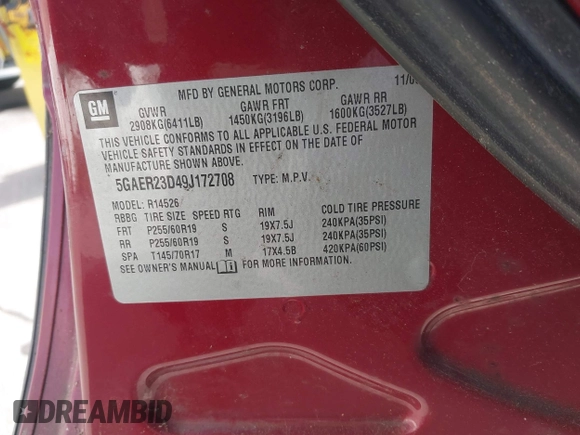 MFD BY GENERAL MOTORS CORP.
GM
GVWR GAWR FRT GAWR RR
2908KG(6411LB) 1450KG(3196LB) 1600KG(3527LB)
THIS VEHICLE CONFORMS TO ALL APPLICABLE U.S. FEDERAL MOTOR
VEHICLE SAFETY STANDARDS IN EFFECT ON THE DATE OF
MANUFACTURE SHOWN ABOVE.
5GAER23D49J172708 TYPE: M.P.V.
MODEL: R14526
RBBG TIRE SIZE SPEED RTG RIM COLD TIRE PRESSURE
FRT P255/60R19 S 19X7.5J 240KPA(35PSI)
RR P255/60R19 S 19X7.5J 240KPA(35PSI)
SPA T145/70R17 M 17X4.5B 420KPA(60PSI)
SEE OWNER'S MANUAL FOR MORE INFORMATION.
DREAMBID